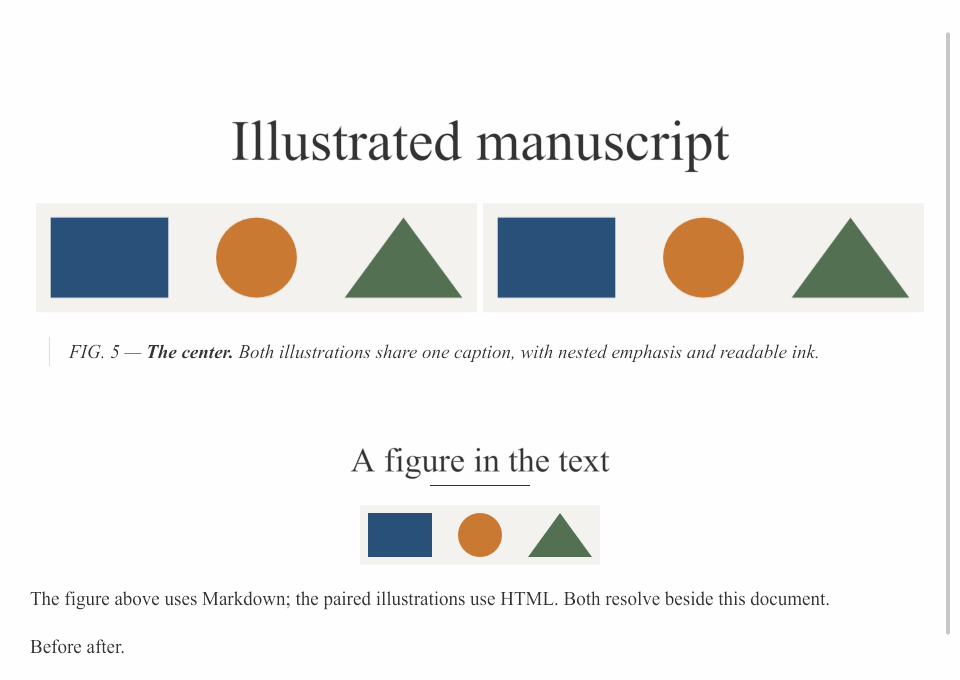 Illustrated manuscript
FIG. 5 — The center. Both illustrations share one caption, with nested emphasis and readable ink.
A figure in the text
The figure above uses Markdown; the paired illustrations use HTML. Both resolve beside this document.
Before after.